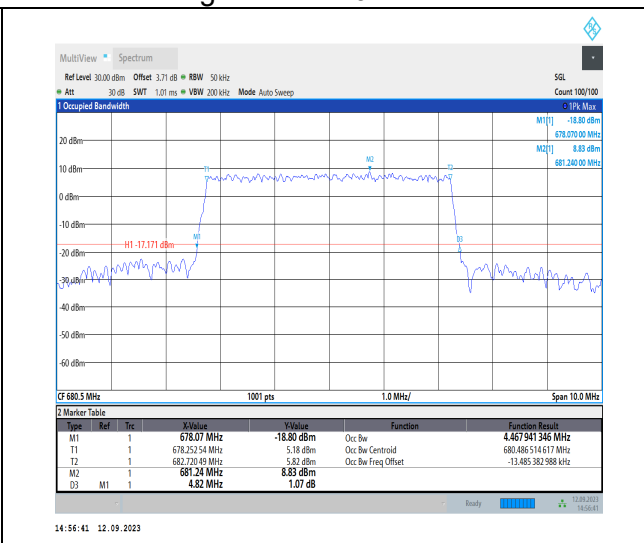 MultiView Spectrum
Ref Level 30.00 dBm Offset 3.71 dB RBW 50 kHz SGL
Att 30 dB SWT 1.01 ms VBW 200 kHz Mode Auto Sweep Count 100/100
1 Occupied Bandwidth 1Pk Max
M1[1] -18.80 dBm
678.070 00 MHz
M2[1] 8.83 dBm
681.240 00 MHz
20 dBm
M2
10 dBm
T1 T2
0 dBm
-10 dBm
M1 D3
H1 -17.171 dBm
-20 dBm
-30 dBm
-40 dBm
-50 dBm
-60 dBm
CF 680.5 MHz 1001 pts 1.0 MHz/ Span 10.0 MHz
2 Marker Table
Type Ref Trc X-Value Y-Value Function Function Result
M1 1 678.07 MHz -18.80 dBm Occ Bw 4.467 941 346 MHz
T1 1 678.252 54 MHz 5.18 dBm Occ Bw Centroid 680.486 514 617 MHz
T2 1 682.720 49 MHz 5.82 dBm Occ Bw Freq Offset -13.485 382 988 kHz
M2 1 681.24 MHz 8.83 dBm
D3 M1 1 4.82 MHz 1.07 dB
Ready 12.09.2023
14:56:41
14:56:41 12.09.2023